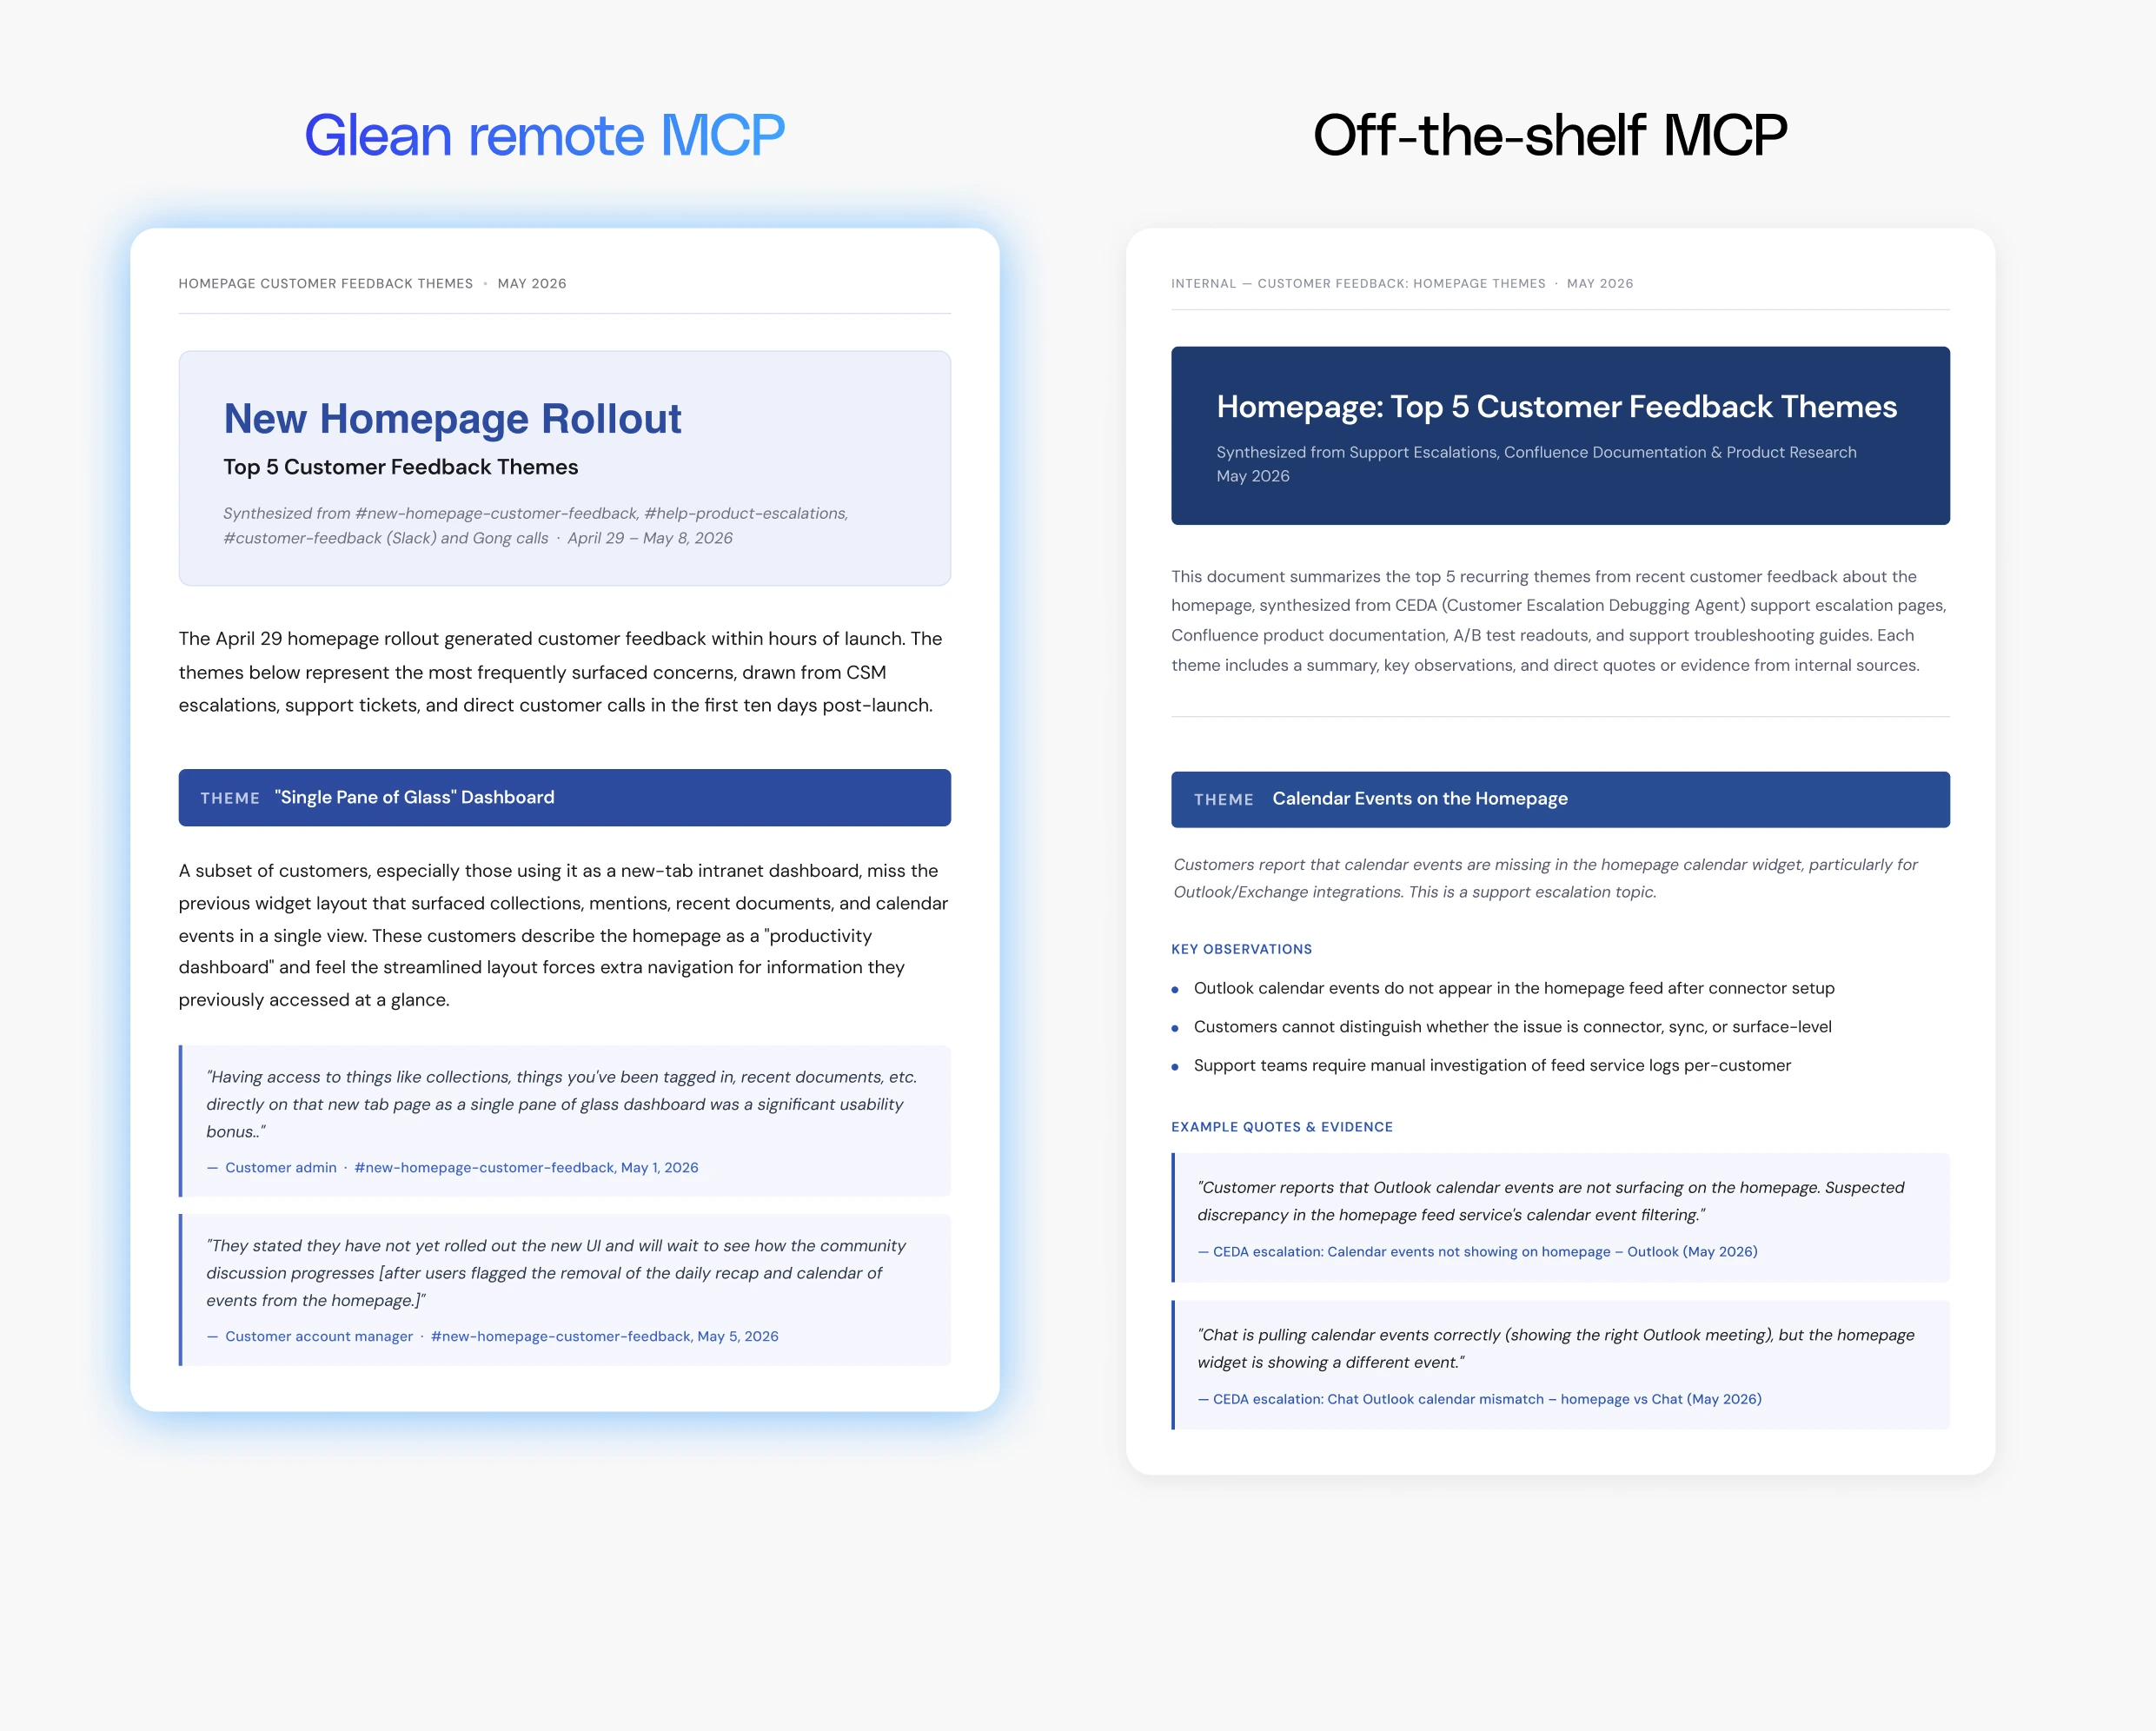 Glean remote MCP
HOMEPAGE CUSTOMER FEEDBACK THEMES • MAY 2026
New Homepage Rollout
Top 5 Customer Feedback Themes
Synthesized from #new-homepage-customer-feedback, #help-product-escalations,
#customer-feedback (Slack) and Gong calls · April 29 – May 8, 2026
The April 29 homepage rollout generated customer feedback within hours of launch. The
themes below represent the most frequently surfaced concerns, drawn from CSM
escalations, support tickets, and direct customer calls in the first ten days post-launch.
THEME "Single Pane of Glass" Dashboard
A subset of customers, especially those using it as a new-tab intranet dashboard, miss the
previous widget layout that surfaced collections, mentions, recent documents, and calendar
events in a single view. These customers describe the homepage as a "productivity
dashboard" and feel the streamlined layout forces extra navigation for information they
previously accessed at a glance.
"Having access to things like collections, things you've been tagged in, recent documents, etc.
directly on that new tab page as a single pane of glass dashboard was a significant usability
bonus.."
— Customer admin · #new-homepage-customer-feedback, May 1, 2026
"They stated they have not yet rolled out the new UI and will wait to see how the community
discussion progresses [after users flagged the removal of the daily recap and calendar of
events from the homepage.]"
— Customer account manager · #new-homepage-customer-feedback, May 5, 2026
Off-the-shelf MCP
INTERNAL — CUSTOMER FEEDBACK: HOMEPAGE THEMES · MAY 2026
Homepage: Top 5 Customer Feedback Themes
Synthesized from Support Escalations, Confluence Documentation & Product Research
May 2026
This document summarizes the top 5 recurring themes from recent customer feedback about the
homepage, synthesized from CEDA (Customer Escalation Debugging Agent) support escalation pages,
Confluence product documentation, A/B test readouts, and support troubleshooting guides. Each
theme includes a summary, key observations, and direct quotes or evidence from internal sources.
THEME Calendar Events on the Homepage
Customers report that calendar events are missing in the homepage calendar widget, particularly for
Outlook/Exchange integrations. This is a support escalation topic.
KEY OBSERVATIONS
• Outlook calendar events do not appear in the homepage feed after connector setup
• Customers cannot distinguish whether the issue is connector, sync, or surface-level
• Support teams require manual investigation of feed service logs per-customer
EXAMPLE QUOTES & EVIDENCE
"Customer reports that Outlook calendar events are not surfacing on the homepage. Suspected
discrepancy in the homepage feed service's calendar event filtering."
— CEDA escalation: Calendar events not showing on homepage – Outlook (May 2026)
"Chat is pulling calendar events correctly (showing the right Outlook meeting), but the homepage
widget is showing a different event."
— CEDA escalation: Chat Outlook calendar mismatch – homepage vs Chat (May 2026)